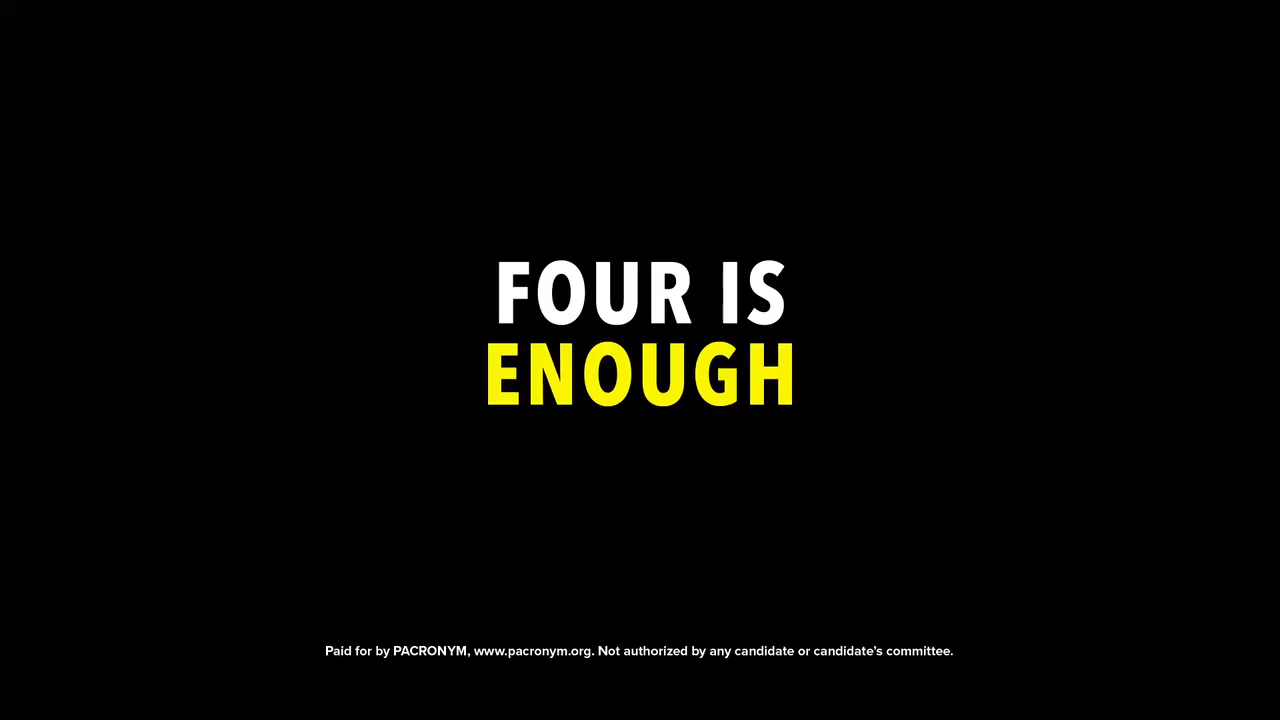 FOUR IS
ENOUGH
Paid for by PACRONYM, www.pacronym.org. Not authorized by any candidate or candidate’s committee.